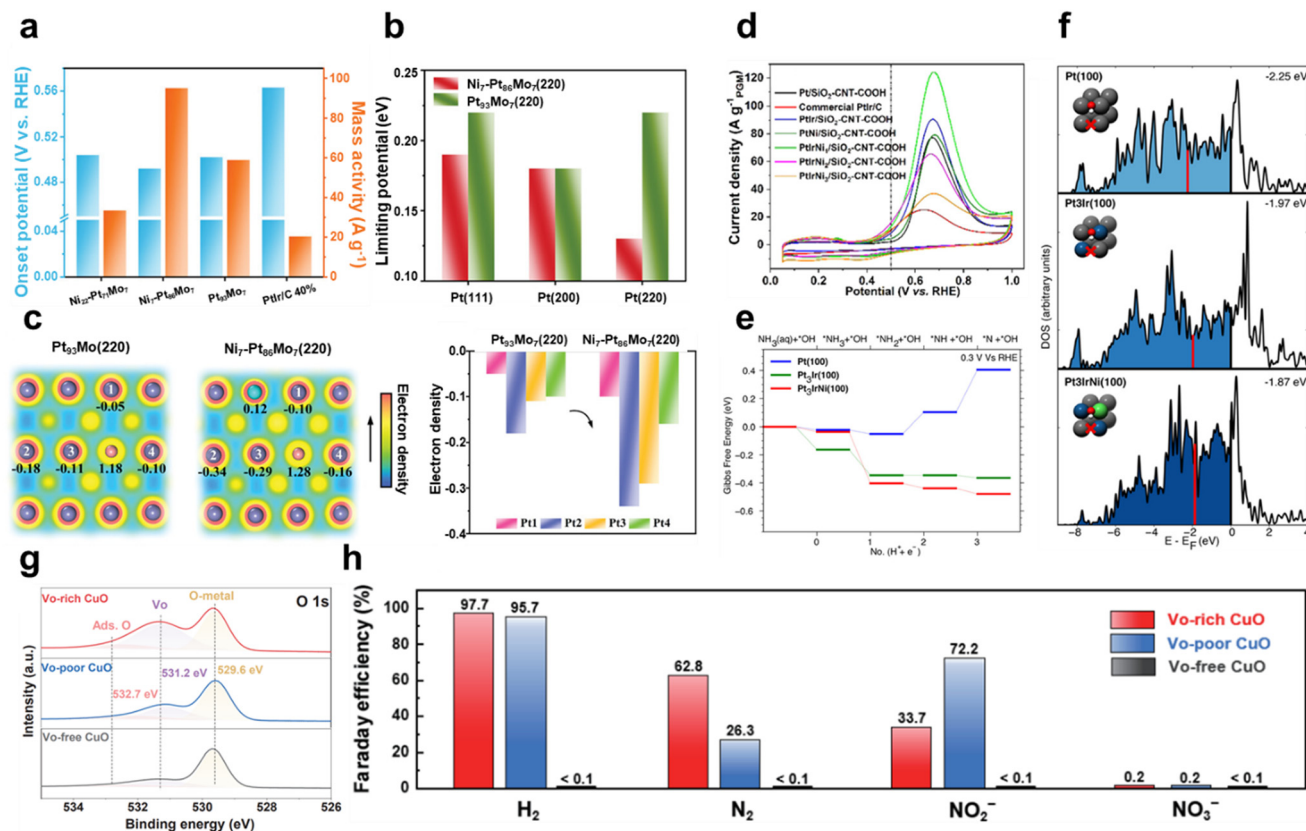 a
Onset potential (V vs. RHE)
0.56
0.48
0.04
0.00
100
80
60
40
20
0
Mass activity (A g⁻¹)
Ni₂₂-Pt₇₁Mo₇
Ni₇-Pt₈₆Mo₇
Pt₉₃Mo₇
PtIr/C 40%
b
Limiting potential (eV)
0.25
0.20
0.15
0.10
Ni₇-Pt₈₆Mo₇(220)
Pt₉₃Mo₇(220)
Pt(111)
Pt(200)
Pt(220)
c
Pt₉₃Mo(220)
Ni₇-Pt₈₆Mo₇(220)
1
-0.05
2
3
4
-0.18
-0.11
1.18
-0.10
0.12
1
-0.10
2
3
4
-0.34
-0.29
1.28
-0.16
Electron density
Pt₉₃Mo₇(220)
Ni₇-Pt₈₆Mo₇(220)
Electron density
0.0
-0.1
-0.2
-0.3
-0.4
Pt1
Pt2
Pt3
Pt4
d
Current density (A g⁻¹PGM)
120
100
80
60
40
20
0
Pt/SiO₂-CNT-COOH
Commercial PtIr/C
PtIr/SiO₂-CNT-COOH
PtNi/SiO₂-CNT-COOH
PtIrNi₁/SiO₂-CNT-COOH
PtIrNi₂/SiO₂-CNT-COOH
PtIrNi₃/SiO₂-CNT-COOH
0.0
0.2
0.4
0.6
0.8
1.0
Potential (V vs. RHE)
e
*NH₃(aq)+*OH
*NH₃+*OH
*NH₂+*OH
*NH +*OH
*N +*OH
0.3 V Vs RHE
Pt(100)
Pt₃Ir(100)
Pt₃IrNi(100)
Gibbs Free Energy (eV)
0.4
0.2
0.0
−0.2
−0.4
−0.6
0
1
2
3
No. (H⁺+ e⁻)
f
Pt(100)
-2.25 eV
Pt3Ir(100)
-1.97 eV
Pt3IrNi(100)
-1.87 eV
DOS (arbitrary units)
−8
−6
−4
−2
0
2
4
E - E_F (eV)
g
Vo-rich CuO
Ads. O
Vo
O-metal
O 1s
Vo-poor CuO
532.7 eV
531.2 eV
529.6 eV
Vo-free CuO
Intensity (a.u.)
534
532
530
528
526
Binding energy (eV)
h
Faraday efficiency (%)
100
80
60
40
20
0
97.7
95.7
< 0.1
62.8
26.3
< 0.1
33.7
72.2
< 0.1
0.2
0.2
< 0.1
Vo-rich CuO
Vo-poor CuO
Vo-free CuO
H₂
N₂
NO₂⁻
NO₃⁻